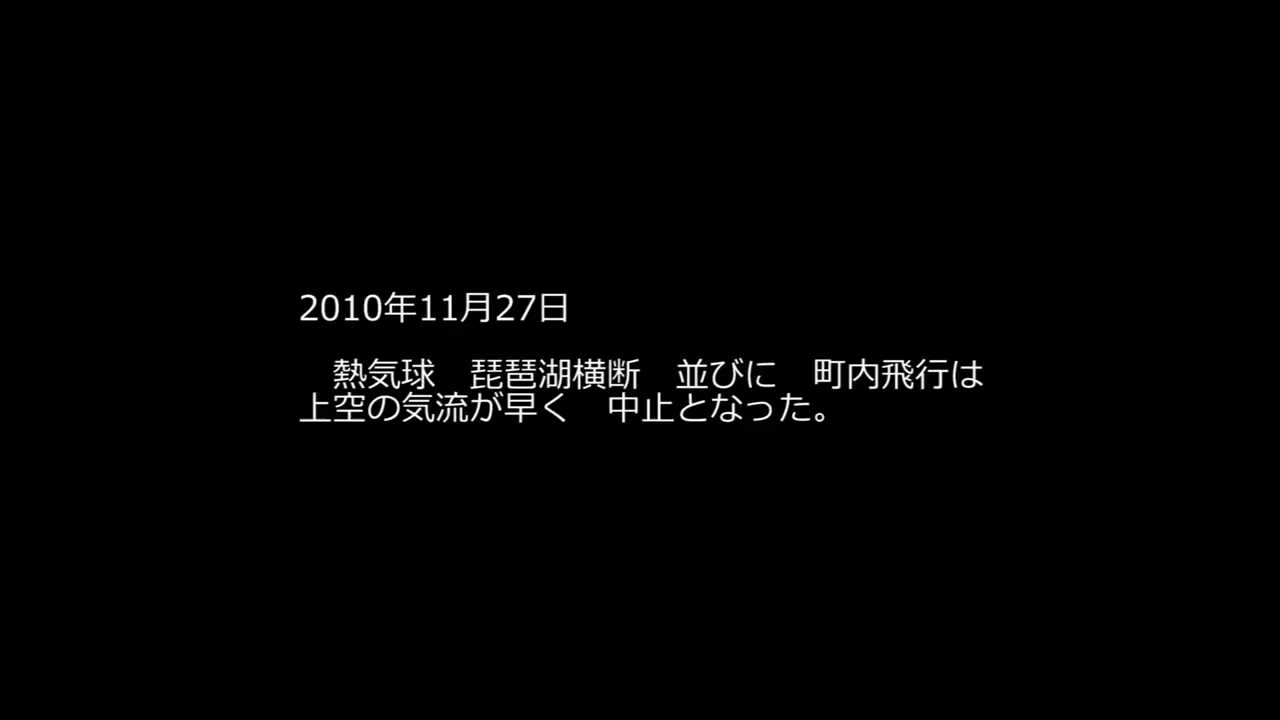 2010年11月27日
　熱気球　琵琶湖横断　並びに　町内飛行は
上空の気流が早く　中止となった。